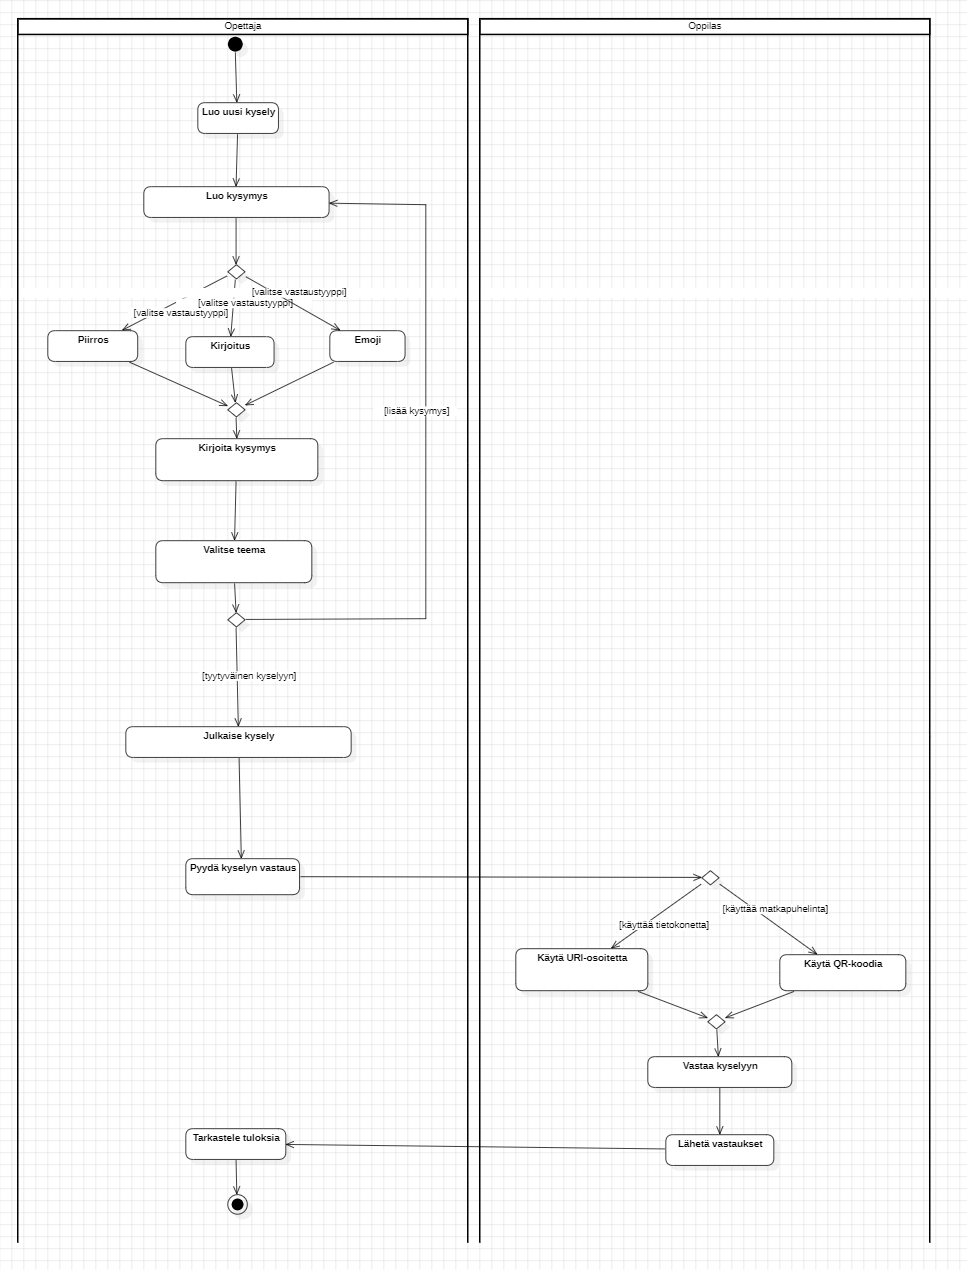 Opettaja
Oppilas
Luo uusi kysely
Luo kysymys
[valitse vastaustyyppi]
[valitse vastaustyyppi]
[valitse vastaustyyppi]
Piirros
Kirjoitus
Emoji
[lisää kysymys]
Kirjoita kysymys
Valitse teema
[tyytyväinen kyselyyn]
Julkaise kysely
Pyydä kyselyn vastaus
[käyttää tietokonetta]
[käyttää matkapuhelinta]
Käytä URI-osoitetta
Käytä QR-koodia
Vastaa kyselyyn
Tarkastele tuloksia
Lähetä vastaukset